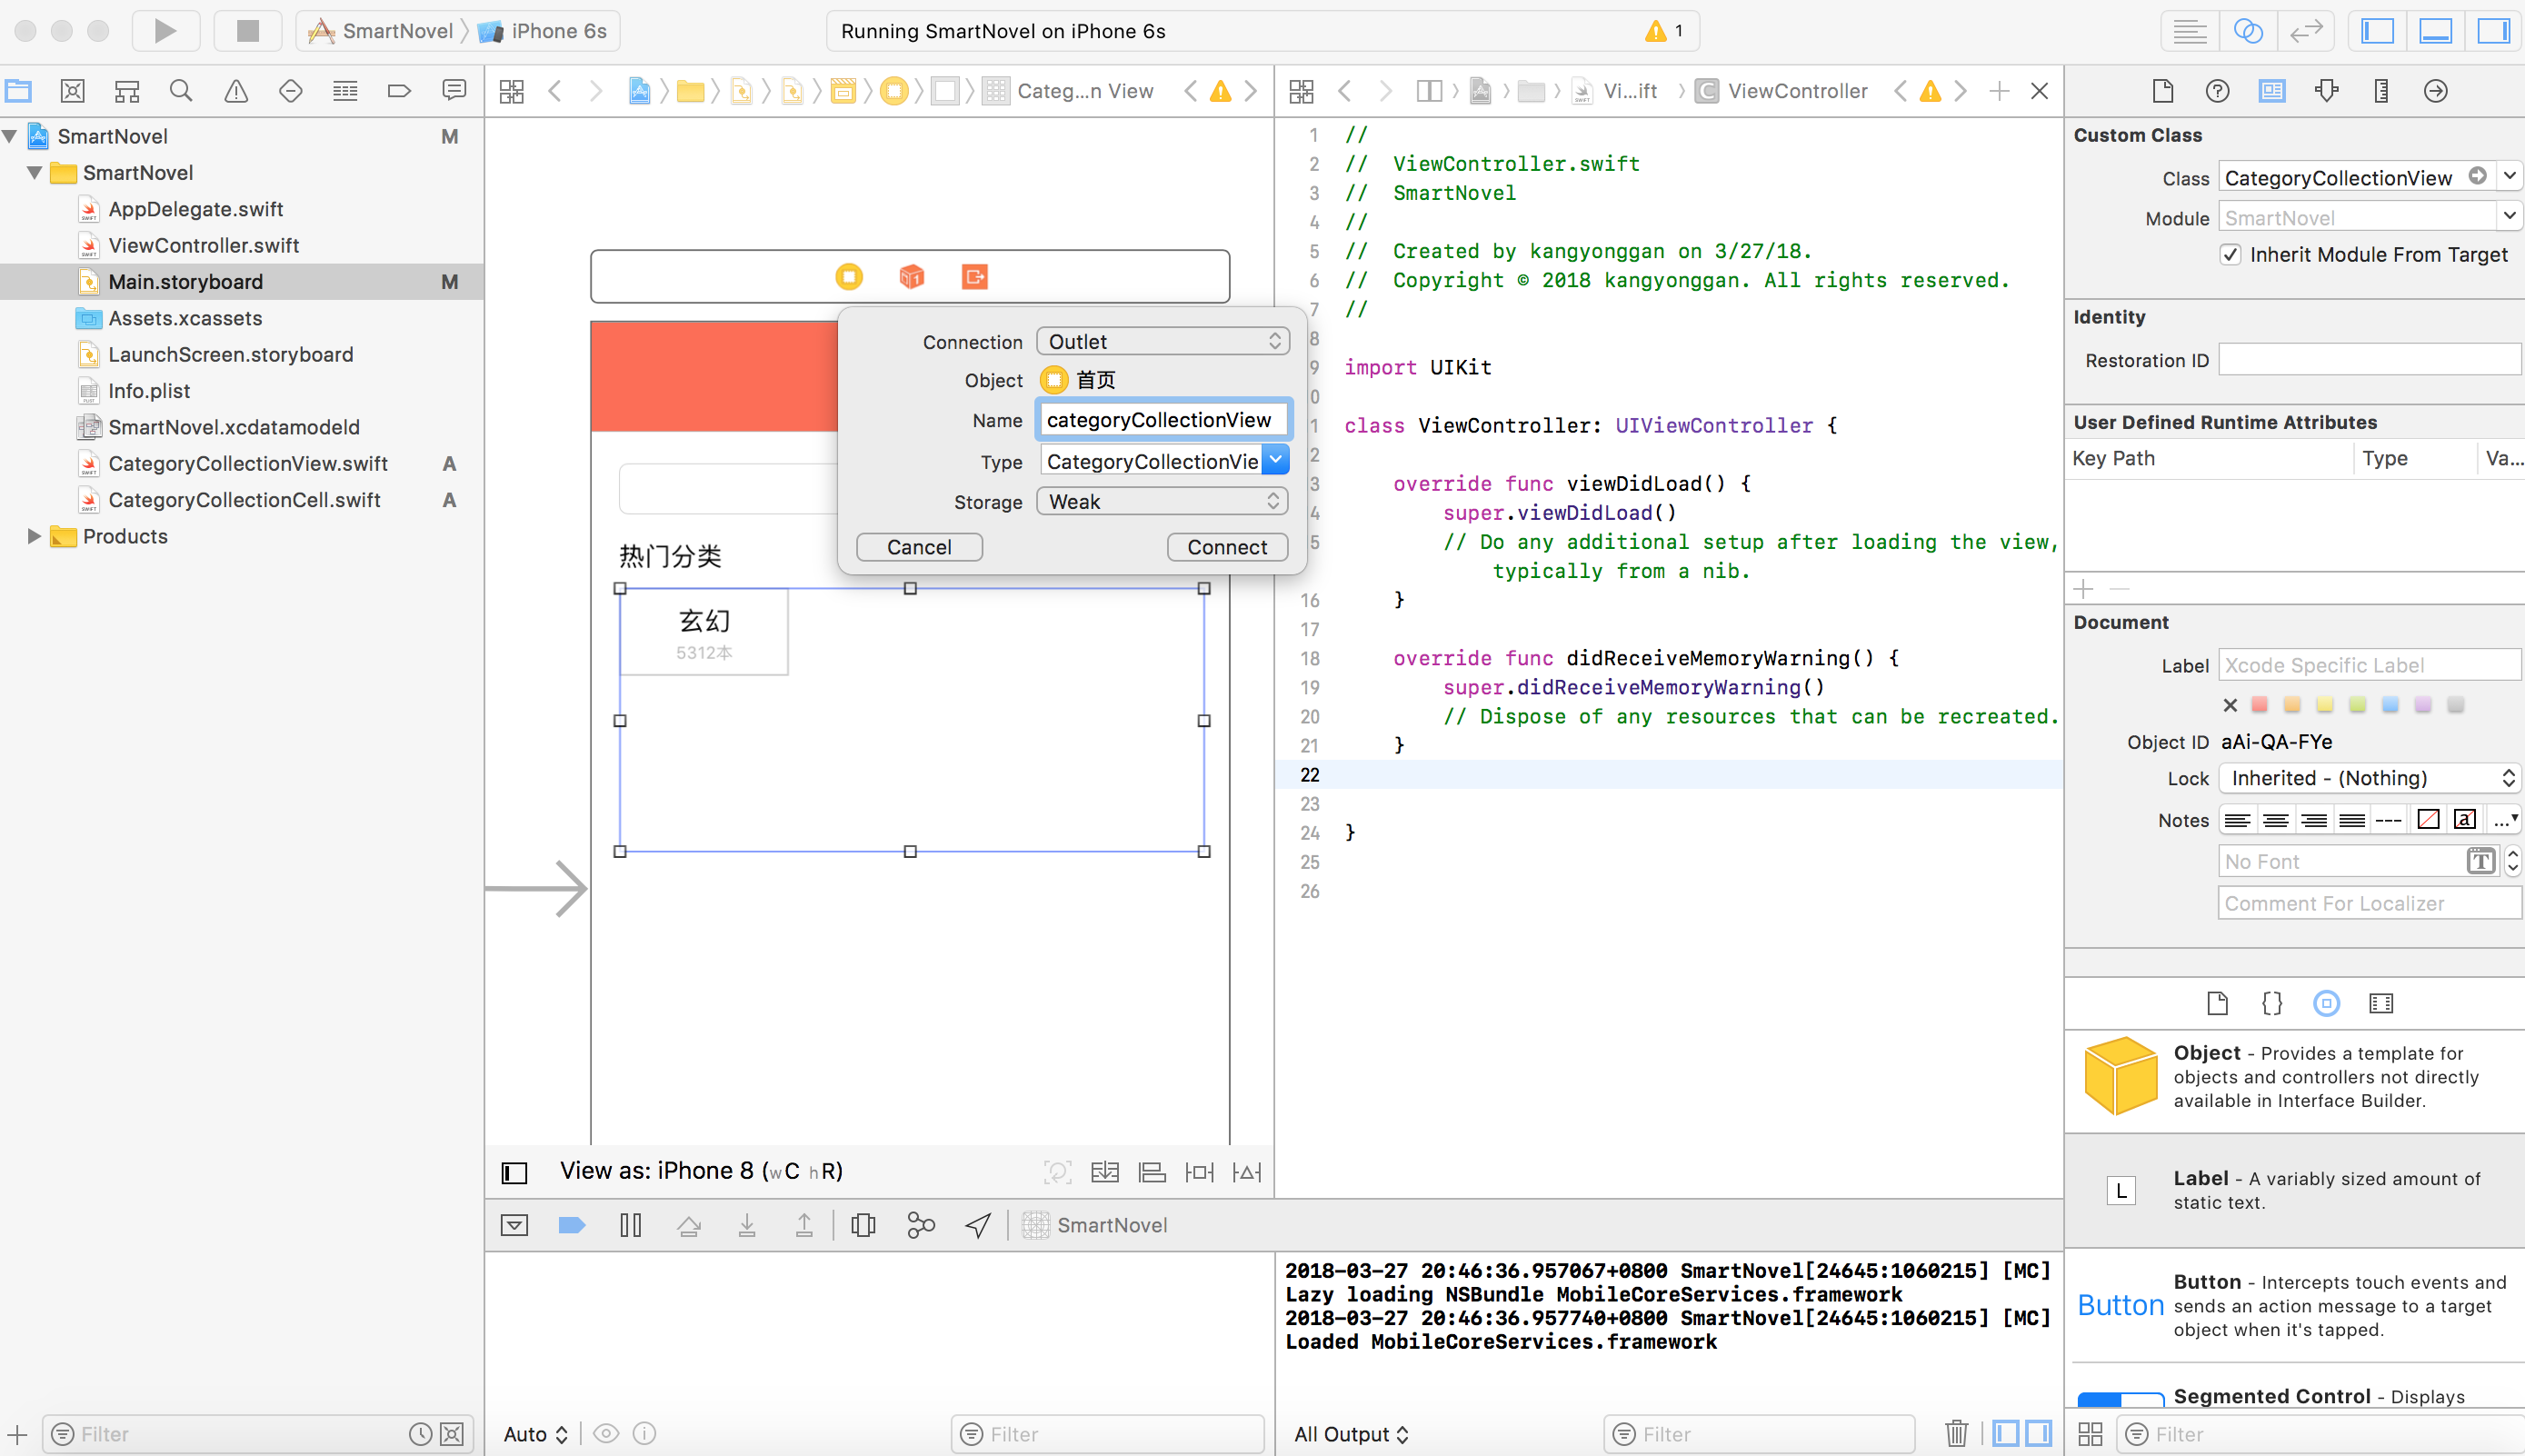 SmartNovel
iPhone 6s
Running SmartNovel on iPhone 6s
1
Categ...n View
Vi...ift
C
ViewController
SmartNovel M
SmartNovel
AppDelegate.swift
ViewController.swift
Main.storyboard M
Assets.xcassets
LaunchScreen.storyboard
Info.plist
SmartNovel.xcdatamodeld
CategoryCollectionView.swift A
CategoryCollectionCell.swift A
Products
Filter
Connection Outlet
Object 首页
Name categoryCollectionView
Type CategoryCollectionVie
Storage Weak
Cancel Connect
热门分类
玄幻
5312本
View as: iPhone 8 (wC hR)
1 //
2 //  ViewController.swift
3 //  SmartNovel
4 //
5 //  Created by kangyonggan on 3/27/18.
6 //  Copyright © 2018 kangyonggan. All rights reserved.
7 //
8
9 import UIKit
0
1 class ViewController: UIViewController {
2
3     override func viewDidLoad() {
4         super.viewDidLoad()
5         // Do any additional setup after loading the view,
            typically from a nib.
16     }
17
18     override func didReceiveMemoryWarning() {
19         super.didReceiveMemoryWarning()
20         // Dispose of any resources that can be recreated.
21     }
22
23
24 }
25
26
SmartNovel
2018-03-27 20:46:36.957067+0800 SmartNovel[24645:1060215] [MC]
Lazy loading NSBundle MobileCoreServices.framework
2018-03-27 20:46:36.957740+0800 SmartNovel[24645:1060215] [MC]
Loaded MobileCoreServices.framework
Auto
Filter
All Output
Filter
Custom Class
Class CategoryCollectionView
Module SmartNovel
Inherit Module From Target
Identity
Restoration ID
User Defined Runtime Attributes
Key Path Type Va...
Document
Label Xcode Specific Label
Object ID aAi-QA-FYe
Lock Inherited - (Nothing)
Notes
No Font
Comment For Localizer
Object - Provides a template for
objects and controllers not directly
available in Interface Builder.
L
Label - A variably sized amount of
static text.
Button
Button - Intercepts touch events and
sends an action message to a target
object when it's tapped.
Segmented Control - Displays
Filter